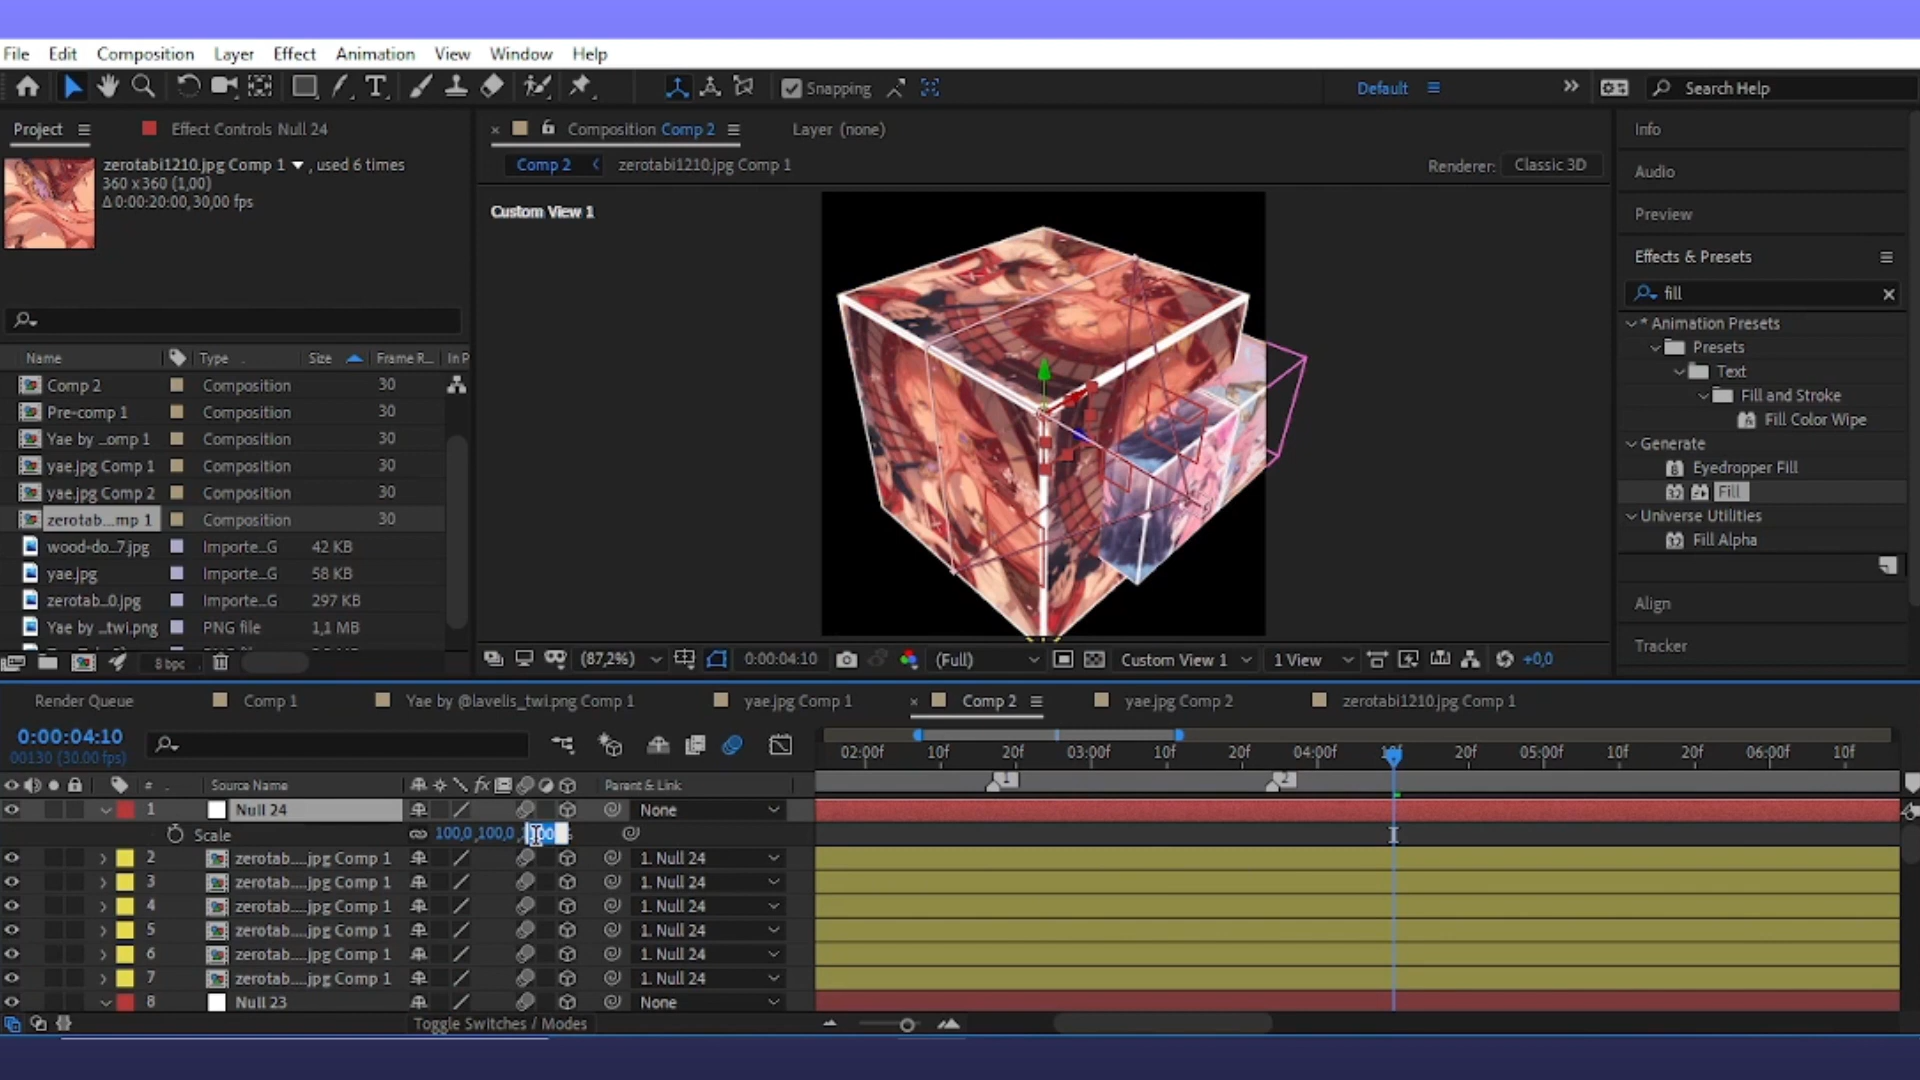 File Edit Composition Layer Effect Animation View Window Help
Snapping
Default
Search Help
Project
Effect Controls Null 24
Composition Comp 2
Layer (none)
Info
zerotabi1210.jpg Comp 1 , used 6 times
360 x 360 (1,00)
Δ 0:00:20:00, 30,00 fps
Comp 2
zerotabi1210.jpg Comp 1
Renderer:
Classic 3D
Audio
Custom View 1
Preview
Effects & Presets
fill
* Animation Presets
Presets
Text
Fill and Stroke
Fill Color Wipe
Generate
Eyedropper Fill
Fill
Universe Utilities
Fill Alpha
Align
Tracker
Name Type Size Frame R... In P
Comp 2 Composition 30
Pre-comp 1 Composition 30
Yae by _omp 1 Composition 30
yae.jpg Comp 1 Composition 30
yae.jpg Comp 2 Composition 30
zerotab...mp 1 Composition 30
wood-do_7.jpg Importe_G 42 KB
yae.jpg Importe_G 58 KB
zerotab_0.jpg Importe_G 297 KB
Yae by _twi.png PNG file 1,1 MB
8 bpc
(87,2%) 0:00:04:10 (Full) Custom View 1 1 View +0,0
Render Queue
Comp 1
Yae by @lavelis_twi.png Comp 1
yae.jpg Comp 1
Comp 2
yae.jpg Comp 2
zerotabi1210.jpg Comp 1
0:00:04:10
00130 (30.00 fps)
02:00f 10f 20f 03:00f 10f 20f 04:00f 10f 20f 05:00f 10f 20f 06:00f 10f
# Source Name Parent & Link
1 Null 24 None
Scale 100,0,100,0,
2 zerotab....jpg Comp 1 1. Null 24
3 zerotab....jpg Comp 1 1. Null 24
4 zerotab....jpg Comp 1 1. Null 24
5 zerotab....jpg Comp 1 1. Null 24
6 zerotab....jpg Comp 1 1. Null 24
7 zerotab....jpg Comp 1 1. Null 24
8 Null 23 None
Toggle Switches / Modes